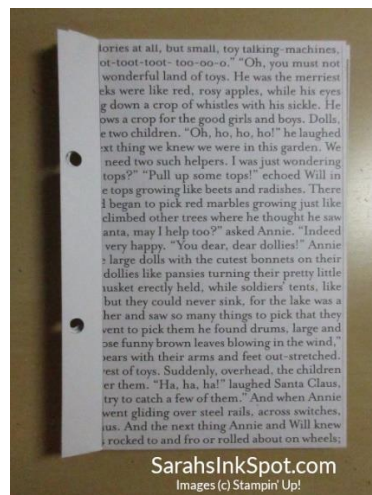 tories at all, but small, toy talking-machines,
ot-toot-toot- too-oo-o.” “Oh, you must not
wonderful land of toys. He was the merriest
eks were like red, rosy apples, while his eyes
g down a crop of whistles with his sickle. He
ows a crop for the good girls and boys. Dolls,
e two children. “Oh, ho, ho, ho!” he laughed
ext thing we knew we were in this garden. We
need two such helpers. I was just wondering
tops?” “Pull up some tops!” echoed Will in
e tops growing like beets and radishes. There
began to pick red marbles growing just like
climbed other trees where he thought he saw
anta, may I help too?” asked Annie. “Indeed
very happy. “You dear, dear dollies!” Annie
e large dolls with the cutest bonnets on their
dollies like pansies turning their pretty little
musket erectly held, while soldiers’ tents, like
but they could never sink, for the lake was a
her and saw so many things to pick that they
went to pick them he found drums, large and
ose funny brown leaves blowing in the wind,”
bears with their arms and feet out-stretched.
rest of toys. Suddenly, overhead, the children
er them. “Ha, ha, ha!” laughed Santa Claus,
try to catch a few of them.” And when Annie
went gliding over steel rails, across switches,
us. And the next thing Annie and Will knew
rocked to and fro or rolled about on wheels;
SarahsInkSpot.com
Images (c) Stampin' Up!